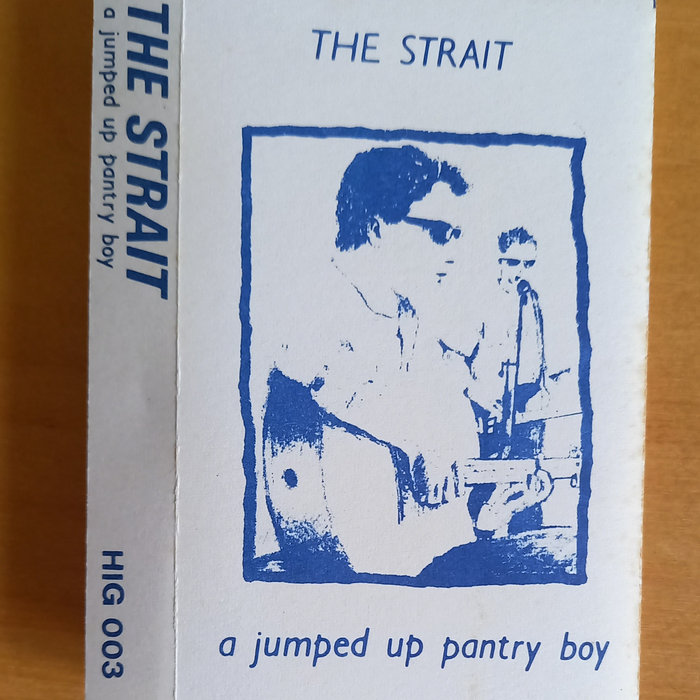 THE STRAIT
a jumped up pantry boy
HIG 003
THE STRAIT
a jumped up pantry boy